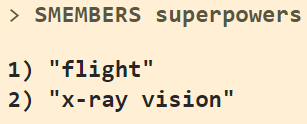 > SMEMBERS superpowers
1) "flight"
2) "x-ray vision"